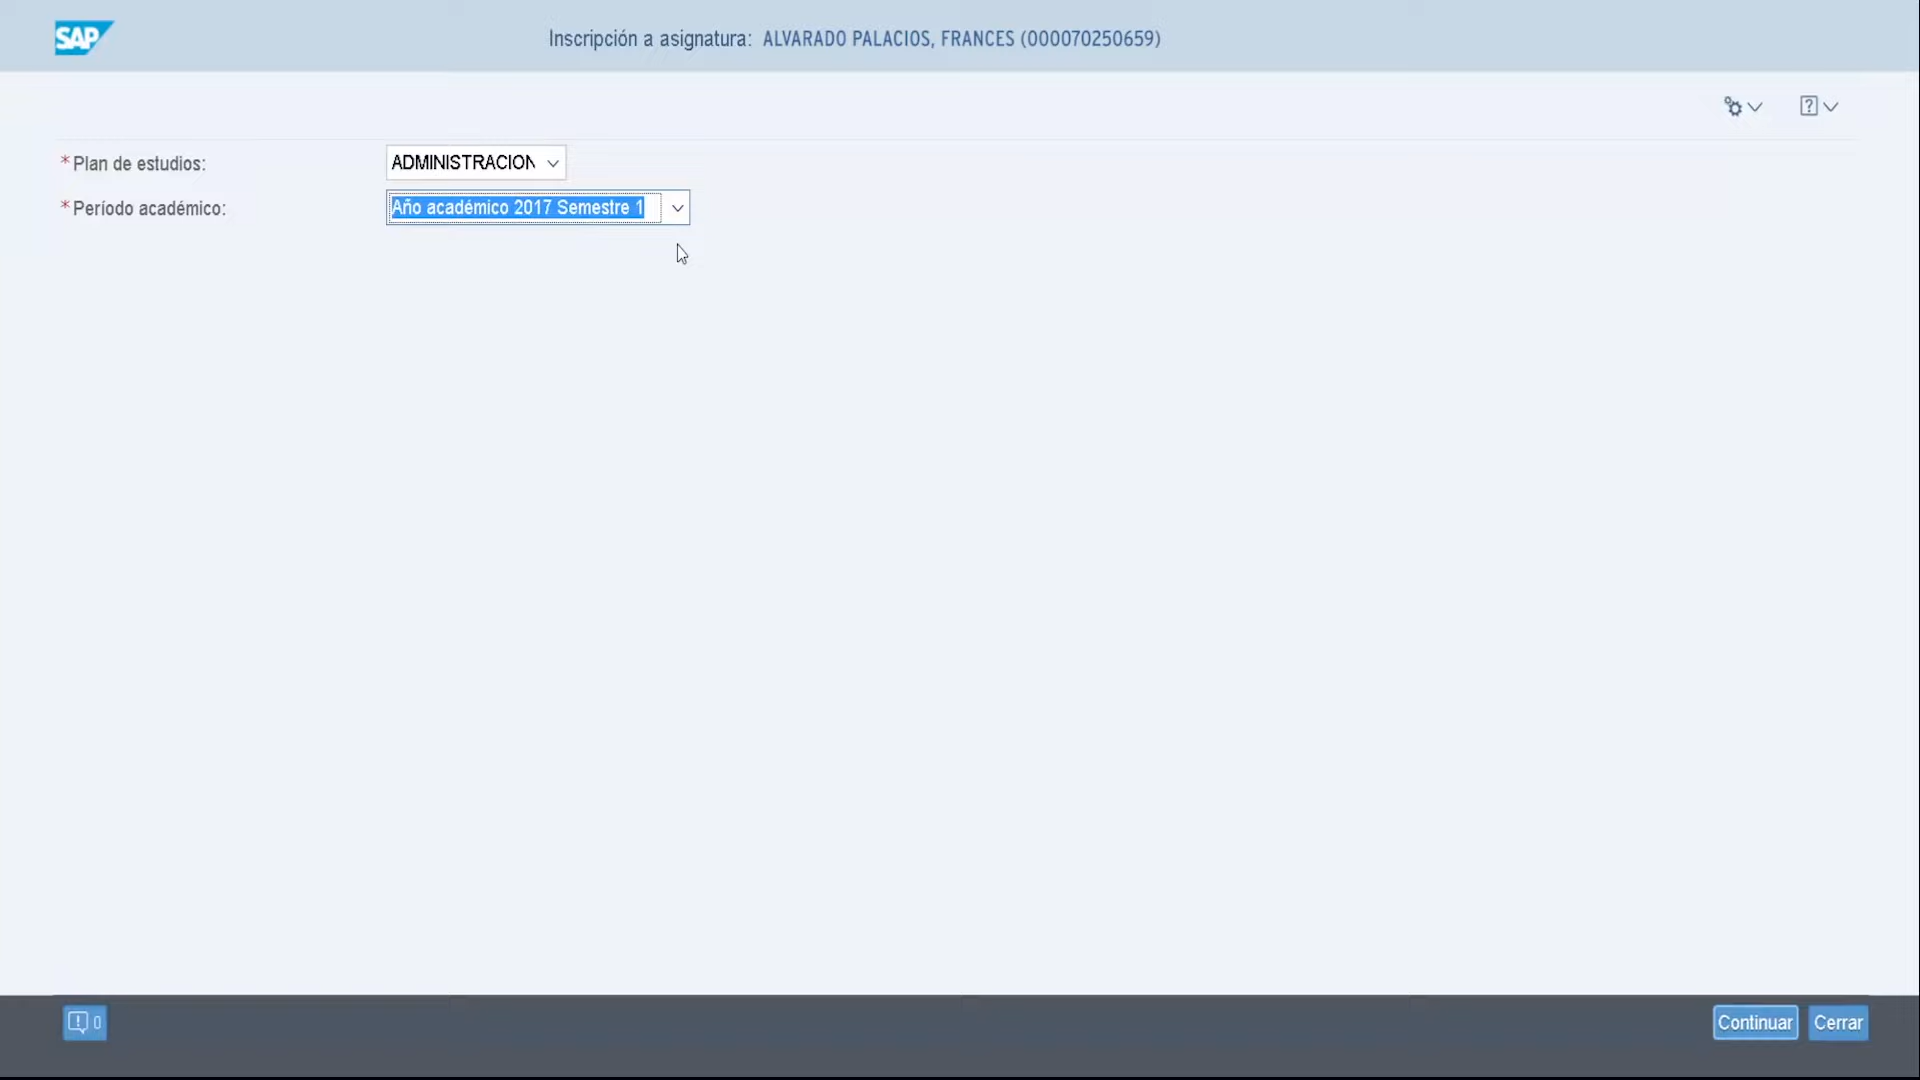 SAP
Inscripción a asignatura: ALVARADO PALACIOS, FRANCES (000070250659)
?
*Plan de estudios: ADMINISTRACION
*Período académico: Año académico 2017 Semestre 1
! 0
Continuar Cerrar